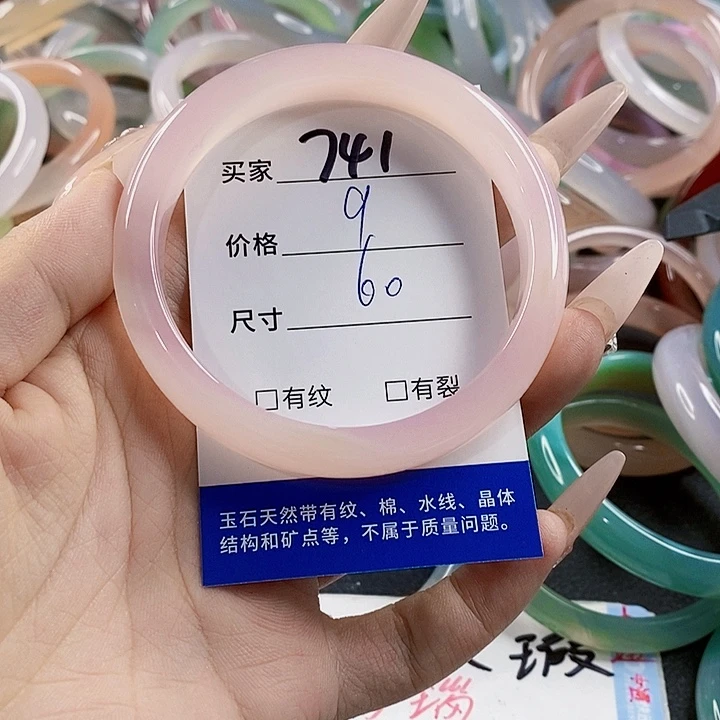 买家 741
价格 9
尺寸 60
□有纹 □有裂
玉石天然带有纹、棉、水线、晶体
结构和矿点等，不属于质量问题。
瑕